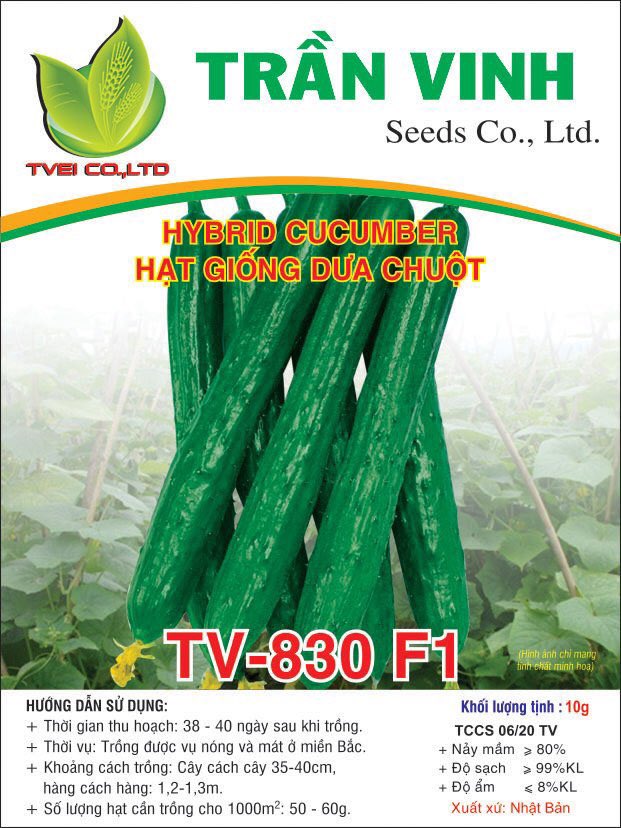 TRẦN VINH
Seeds Co., Ltd.
TVEI CO.,LTD
HYBRID CUCUMBER
HẠT GIỐNG DƯA CHUỘT
TV-830 F1
(Hình ảnh chỉ mang
tính chất minh họa)
HƯỚNG DẪN SỬ DỤNG:
+ Thời gian thu hoạch: 38 - 40 ngày sau khi trồng.
+ Thời vụ: Trồng được vụ nóng và mát ở miền Bắc.
+ Khoảng cách trồng: Cây cách cây 35-40cm,
hàng cách hàng: 1,2-1,3m.
+ Số lượng hạt cần trồng cho 1000m²: 50 - 60g.
Khối lượng tịnh : 10g
TCCS 06/20 TV
+ Nảy mầm ⩾ 80%
+ Độ sạch ⩾ 99%KL
+ Độ ẩm ⩽ 8%KL
Xuất xứ: Nhật Bản